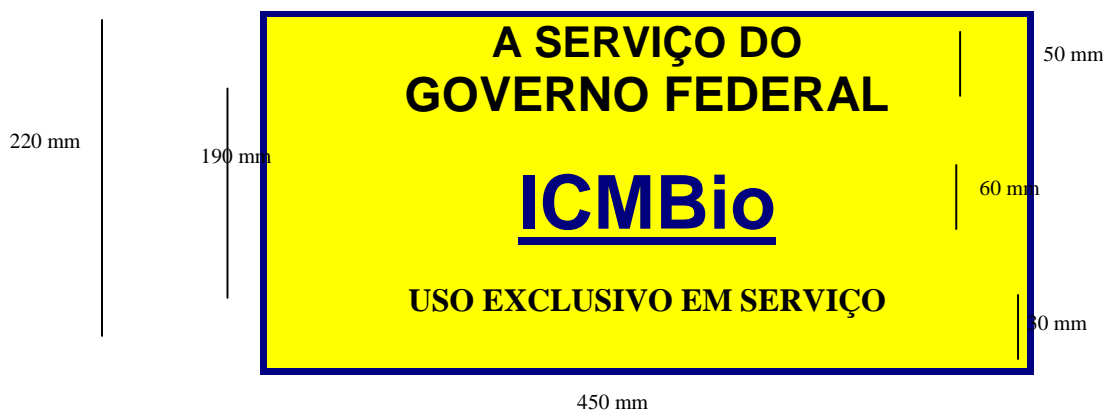 A SERVIÇO DO
50 mm
GOVERNO FEDERAL
220 mm
190 mm
ICMBio
60 mm
USO EXCLUSIVO EM SERVIÇO
30 mm
450 mm